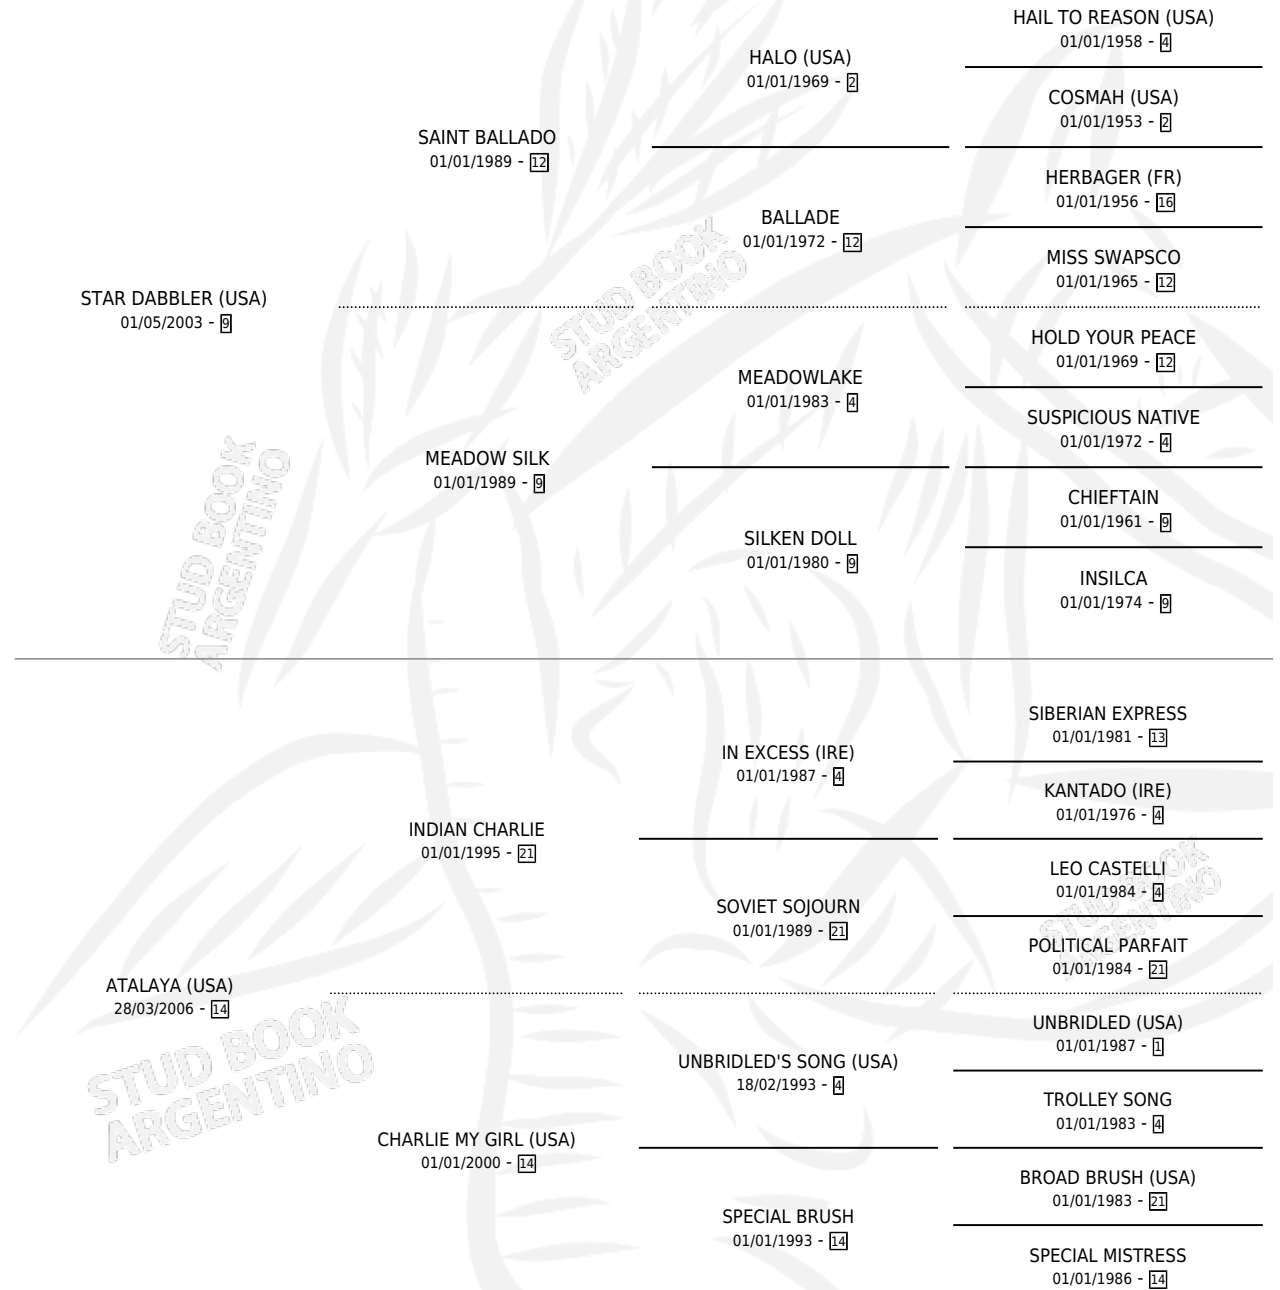 HAIL TO REASON (USA)
01/01/1958 - 4
HALO (USA)
01/01/1969 - 2
COSMAH (USA)
01/01/1953 - 2
SAINT BALLADO
01/01/1989 - 12
HERBAGER (FR)
01/01/1956 - 16
BALLADE
01/01/1972 - 12
MISS SWAPSCO
01/01/1965 - 12
STAR DABBLER (USA)
01/05/2003 - 9
STUD BOOK
ARGENTINO
HOLD YOUR PEACE
01/01/1969 - 12
MEADOWLAKE
01/01/1983 - 4
SUSPICIOUS NATIVE
01/01/1972 - 4
MEADOW SILK
01/01/1989 - 9
CHIEFTAIN
01/01/1961 - 9
SILKEN DOLL
01/01/1980 - 9
INSILCA
01/01/1974 - 9
STUD BOOK
ARGENTINO
SIBERIAN EXPRESS
01/01/1981 - 13
IN EXCESS (IRE)
01/01/1987 - 4
KANTADO (IRE)
01/01/1976 - 4
INDIAN CHARLIE
01/01/1995 - 21
LEO CASTELLI
01/01/1984 - 4
STUD BOOK
ARGENTINO
SOVIET SOJOURN
01/01/1989 - 21
POLITICAL PARFAIT
01/01/1984 - 21
ATALAYA (USA)
28/03/2006 - 14
STUD BOOK
ARGENTINO
UNBRIDLED (USA)
01/01/1987 - 1
UNBRIDLED'S SONG (USA)
18/02/1993 - 4
TROLLEY SONG
01/01/1983 - 4
CHARLIE MY GIRL (USA)
01/01/2000 - 14
BROAD BRUSH (USA)
01/01/1983 - 21
SPECIAL BRUSH
01/01/1993 - 14
SPECIAL MISTRESS
01/01/1986 - 14